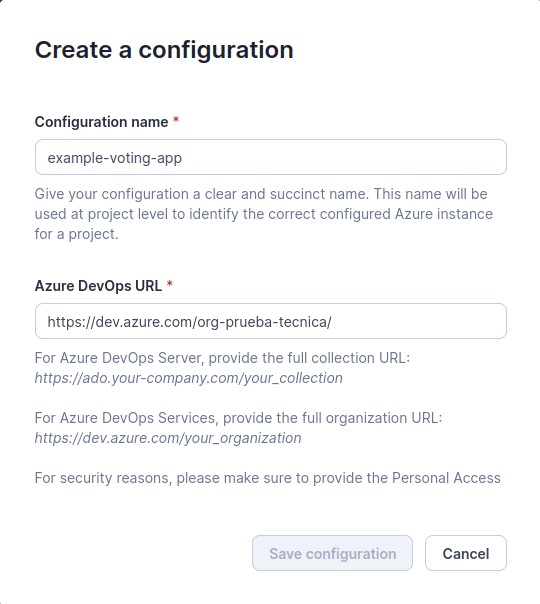 Create a configuration
Configuration name *
example-voting-app
Give your configuration a clear and succinct name. This name will be
used at project level to identify the correct configured Azure instance
for a project.
Azure DevOps URL *
https://dev.azure.com/org-prueba-tecnica/
For Azure DevOps Server, provide the full collection URL:
https://ado.your-company.com/your_collection
For Azure DevOps Services, provide the full organization URL:
https://dev.azure.com/your_organization
For security reasons, please make sure to provide the Personal Access
Save configuration
Cancel